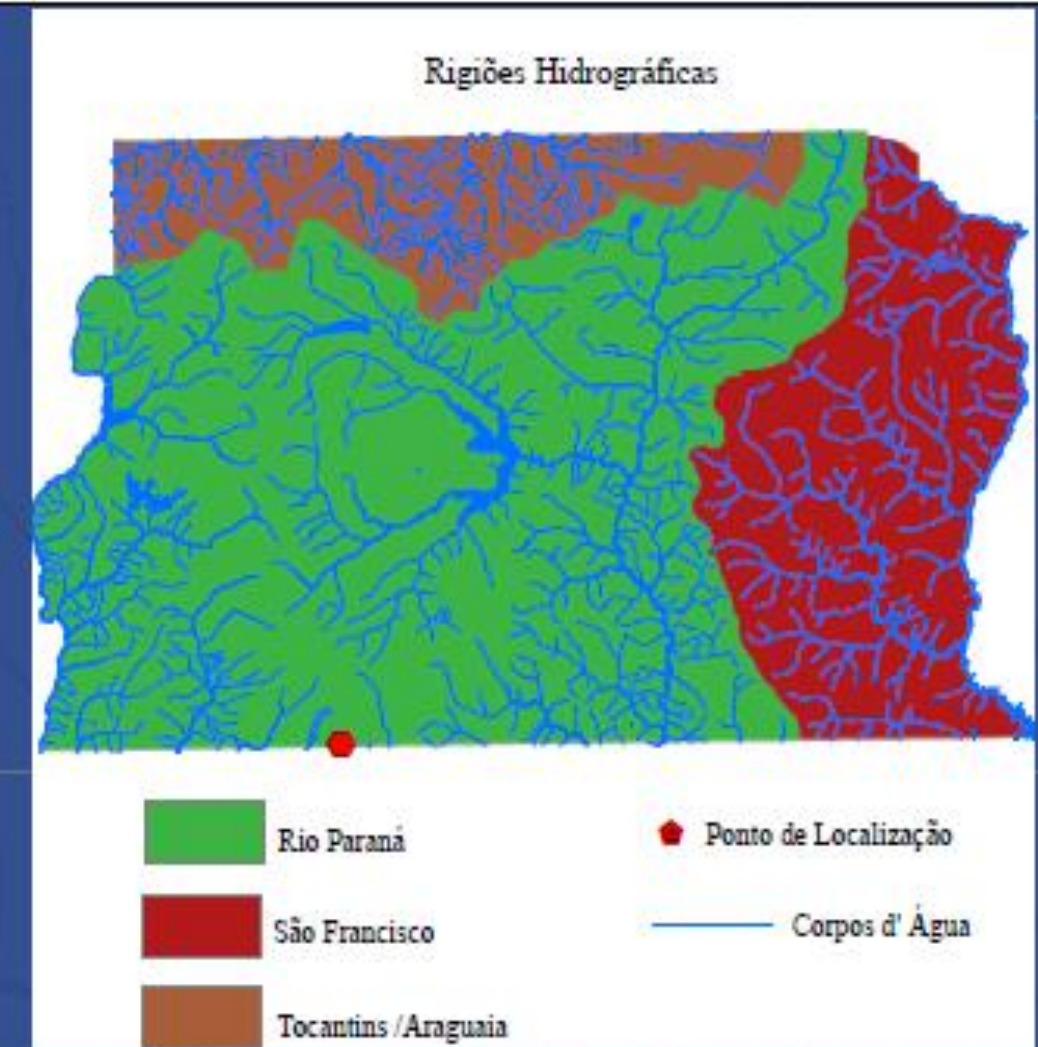 Rigiões Hidrográficas
Rio Paraná
São Francisco
Tocantins /Araguaia
Ponto de Localização
Corpos d' Água